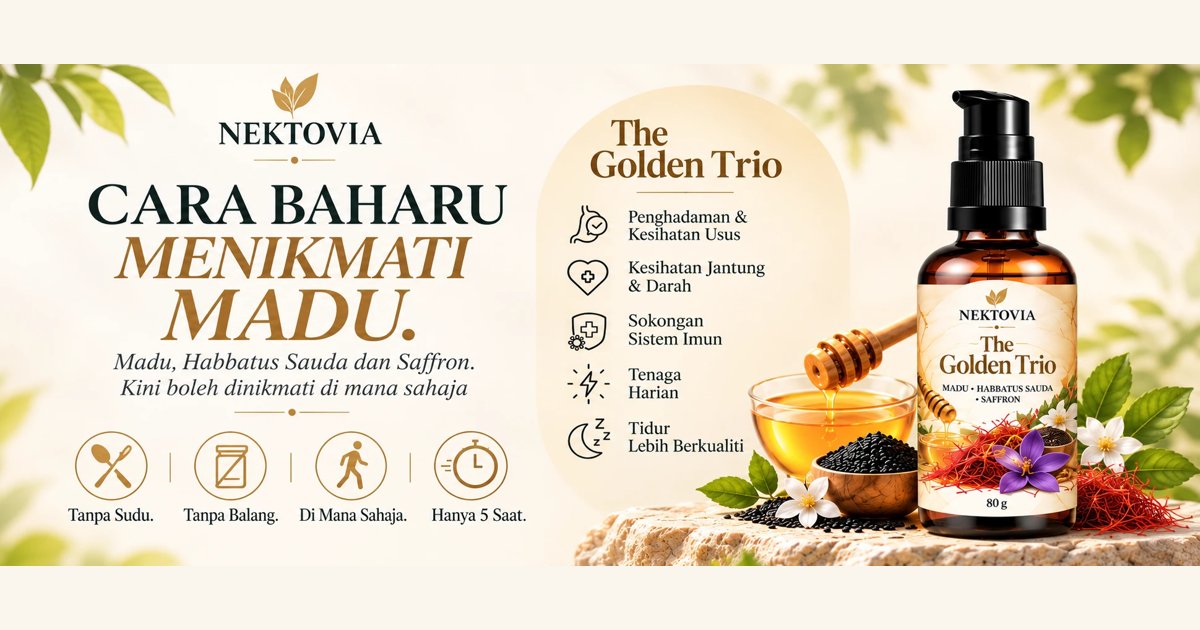 NEKTOVIA
CARA BAHARU
MENIKMATI
MADU.
Madu, Habbatus Sauda dan Saffron.
Kini boleh dinikmati di mana sahaja
Tanpa Sudu.
Tanpa Balang.
Di Mana Sahaja.
Hanya 5 Saat.
The
Golden Trio
Penghadaman &
Kesihatan Usus
Kesihatan Jantung
& Darah
Sokongan
Sistem Imun
Tenaga
Harian
Tidur
Lebih Berkualiti
NEKTOVIA
The
Golden Trio
MADU • HABBATUS SAUDA
• SAFFRON
80 g